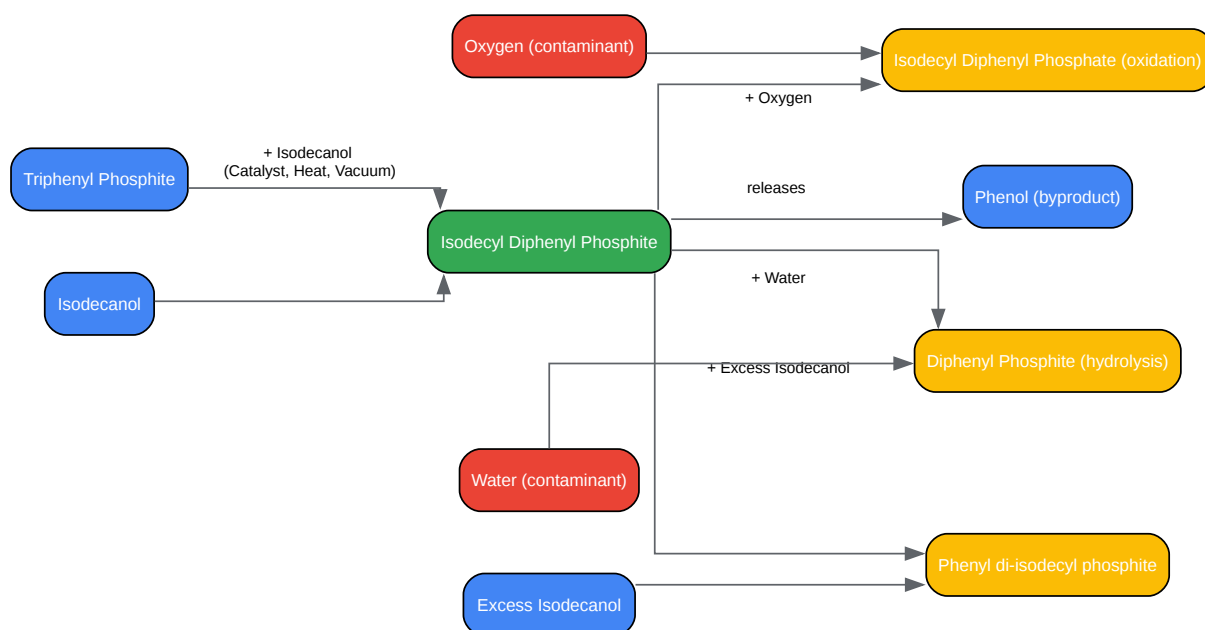 Oxygen (contaminant)
Isodecyl Diphenyl Phosphate (oxidation)
+ Oxygen
+ Isodecanol
(Catalyst, Heat, Vacuum)
Triphenyl Phosphite
releases
Phenol (byproduct)
Isodecyl Diphenyl Phosphite
+ Water
Isodecanol
Diphenyl Phosphite (hydrolysis)
+ Excess Isodecanol
Water (contaminant)
Phenyl di-isodecyl phosphite
Excess Isodecanol